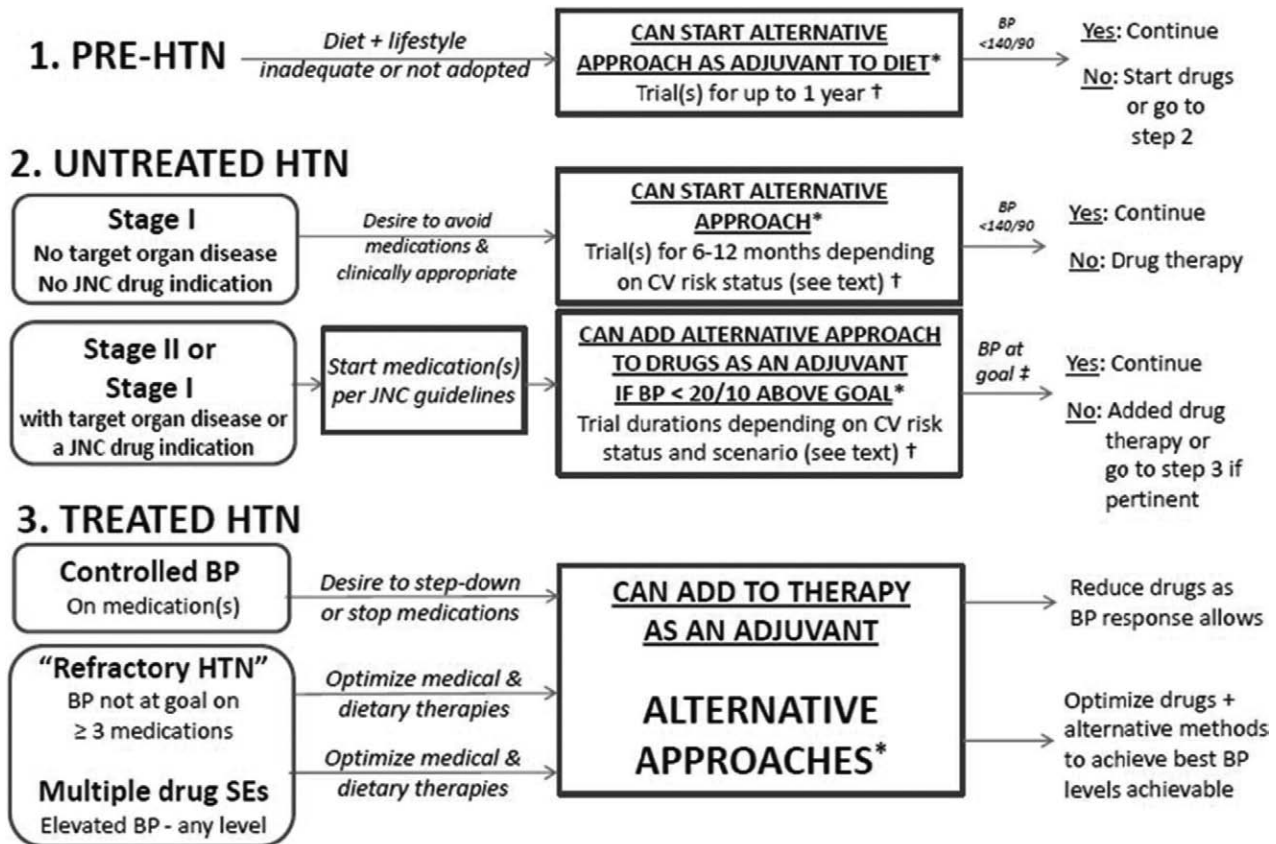 1. PRE-HTN
Diet + lifestyle
inadequate or not adopted
CAN START ALTERNATIVE
APPROACH AS ADJUVANT TO DIET*
Trial(s) for up to 1 year †
BP
<140/90
Yes: Continue
No: Start drugs
or go to
step 2
2. UNTREATED HTN
Stage I
No target organ disease
No JNC drug indication
Desire to avoid
medications &
clinically appropriate
CAN START ALTERNATIVE
APPROACH*
Trial(s) for 6-12 months depending
on CV risk status (see text) †
BP
<140/90
Yes: Continue
No: Drug therapy
Stage II or
Stage I
with target organ disease or
a JNC drug indication
Start medication(s)
per JNC guidelines
CAN ADD ALTERNATIVE APPROACH
TO DRUGS AS AN ADJUVANT
IF BP < 20/10 ABOVE GOAL*
Trial durations depending on CV risk
status and scenario (see text) †
BP at
goal ‡
Yes: Continue
No: Added drug
therapy or
go to step 3 if
pertinent
3. TREATED HTN
Controlled BP
On medication(s)
Desire to step-down
or stop medications
"Refractory HTN"
BP not at goal on
≥ 3 medications
Optimize medical &
dietary therapies
Multiple drug SEs
Elevated BP - any level
Optimize medical &
dietary therapies
CAN ADD TO THERAPY
AS AN ADJUVANT
ALTERNATIVE
APPROACHES*
Reduce drugs as
BP response allows
Optimize drugs +
alternative methods
to achieve best BP
levels achievable